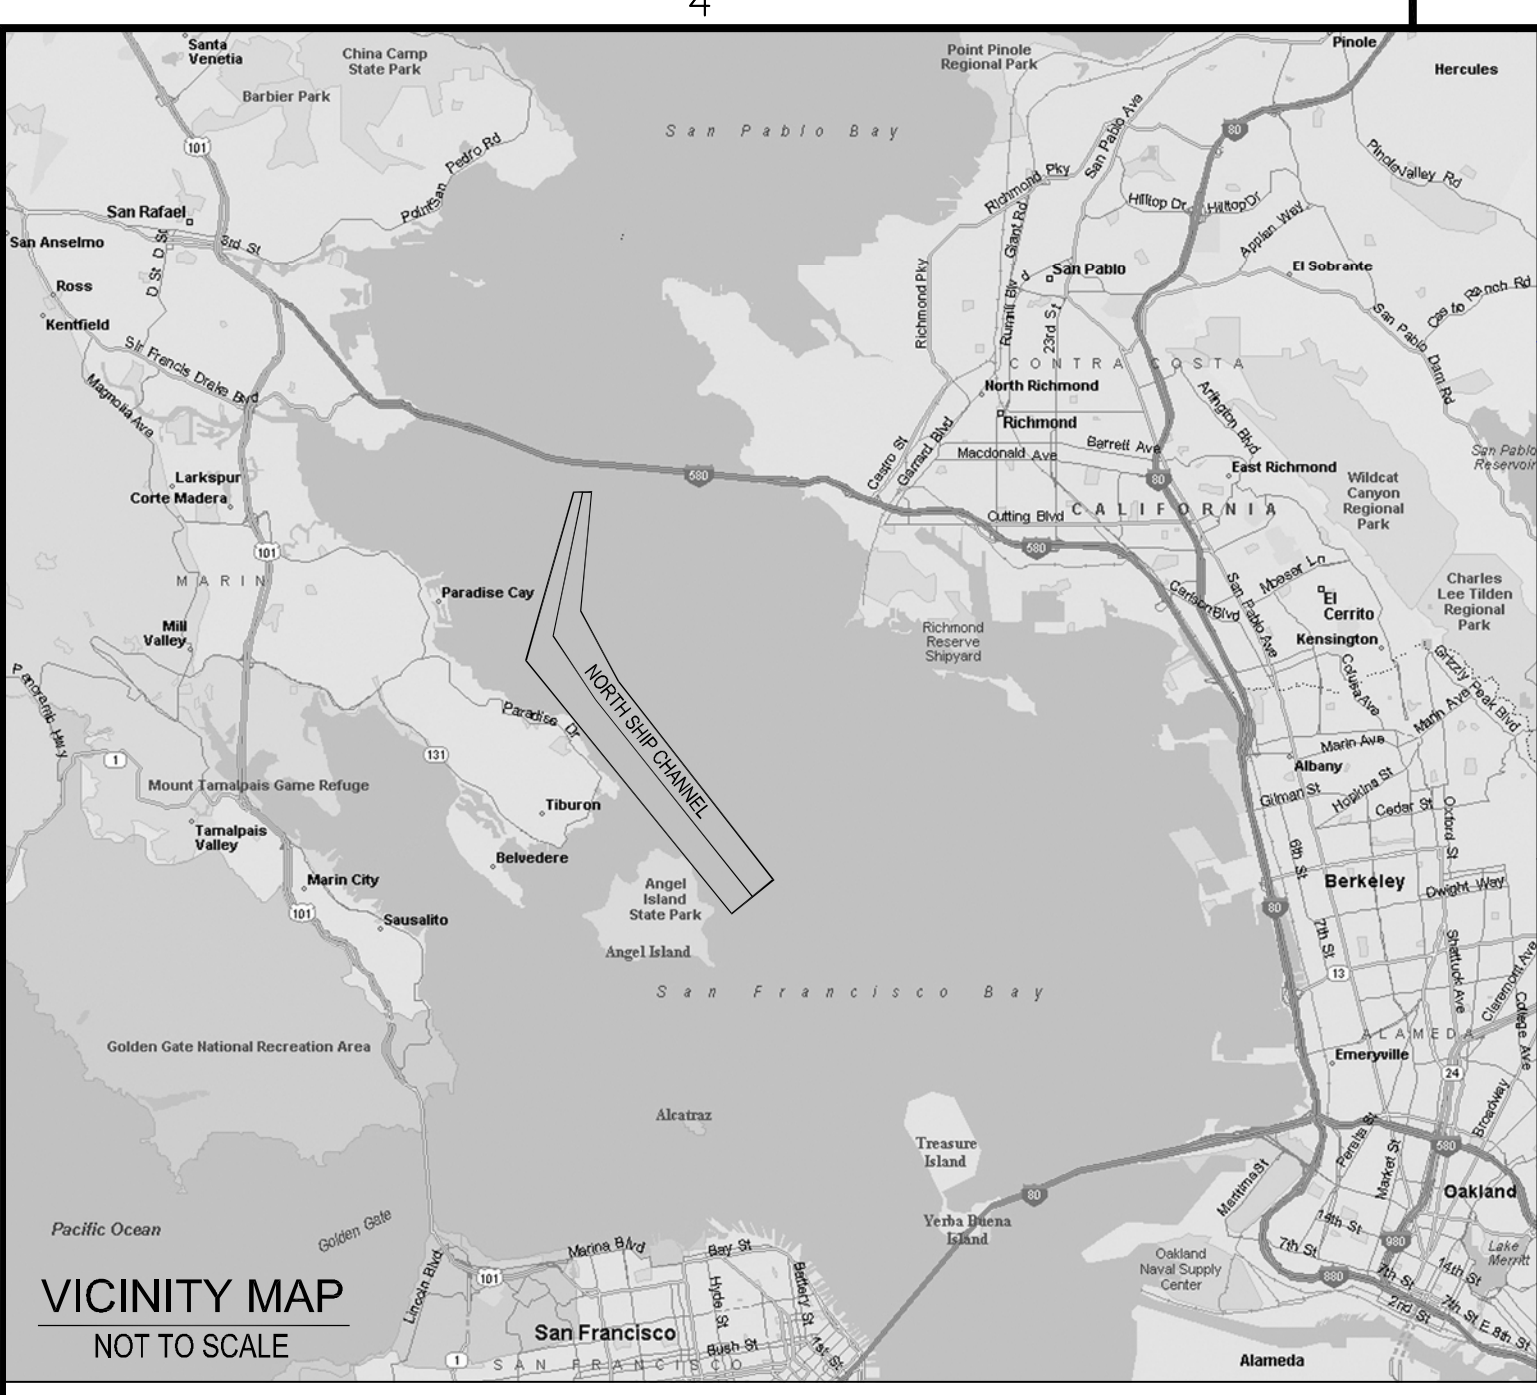 4
Santa
Venetia
China Camp
State Park
Barbier Park
Point Pinole
Regional Park
Pinole
Hercules
San Pablo Bay
101
Point San Pedro Rd
San Pablo Ave
80
Pinole Valley Rd
Richmond Pky
Hilltop Dr
Hilltop Dr
Appian Way
San Rafael
San Anselmo
3rd St
D St
D St
Giant Rd
San Pablo
El Sobrante
Ross
Kentfield
Richmond Pky
Rumrill Blvd
23rd St
Castro Ranch Rd
San Pablo Dam Rd
Sir Francis Drake Blvd
Magnolia Ave
CONTRA COSTA
North Richmond
Richmond
Arlington Blvd
Castro St
Garrard Blvd
Macdonald Ave
Barrett Ave
East Richmond
San Pablo
Reservoir
Larkspur
Corte Madera
580
80
Wildcat
Canyon
Regional
Park
Cutting Blvd
CALIFORNIA
580
101
MARIN
Paradise Cay
Carlson Blvd
San Pablo Ave
Moeser Ln
El
Cerrito
Charles
Lee Tilden
Regional
Park
Mill
Valley
Richmond
Reserve
Shipyard
Kensington
Panoramic Hwy
NORTH SHIP CHANNEL
Colusa Ave
Grizzly Peak Blvd
Paradise Dr
Marin Ave
Marin Ave
131
1
Albany
Mount Tamalpais Game Refuge
Gilman St
Hopkins St
Cedar St
Oxford St
Tiburon
Tamalpais
Valley
Belvedere
6th St
Marin City
Angel
Island
State Park
Berkeley
Dwight Way
101
Sausalito
80
Angel Island
7th St
13
Shattuck Ave
Claremont Ave
College Ave
San Francisco Bay
ALAMEDA
Golden Gate National Recreation Area
Emeryville
24
Alcatraz
Broadway
Treasure
Island
Peralta St
Market St
580
Maritime St
Oakland
80
Yerba Buena
Island
Pacific Ocean
Golden Gate
14th St
980
7th St
Lake
Merritt
Marina Blvd
Bay St
Oakland
Naval Supply
Center
101
Lincoln Blvd
Hyde St
Battery St
880
7th St
14th St
2nd St
7th St
E 8th St
VICINITY MAP
NOT TO SCALE
San Francisco
Bush St
1st St
1
SAN FRANCISCO
Alameda